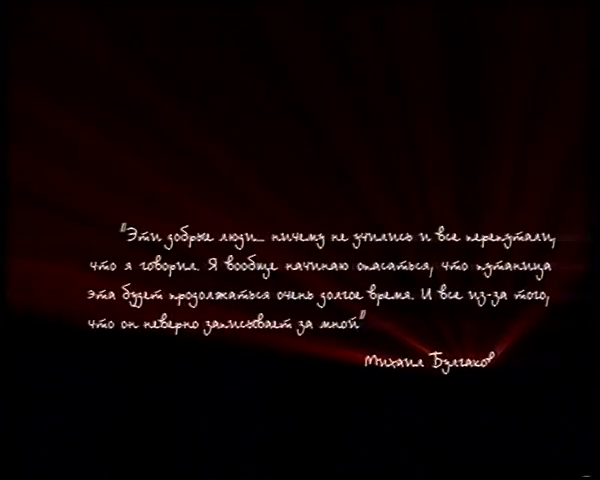 "Эти добрые люди... ничему не учились и все перепутали,
что я говорил. Я вообще начинаю опасаться, что путаница
эта будет продолжаться очень долгое время. И все из-за того,
что он неверно записывает за мной"
Михаил Булгаков